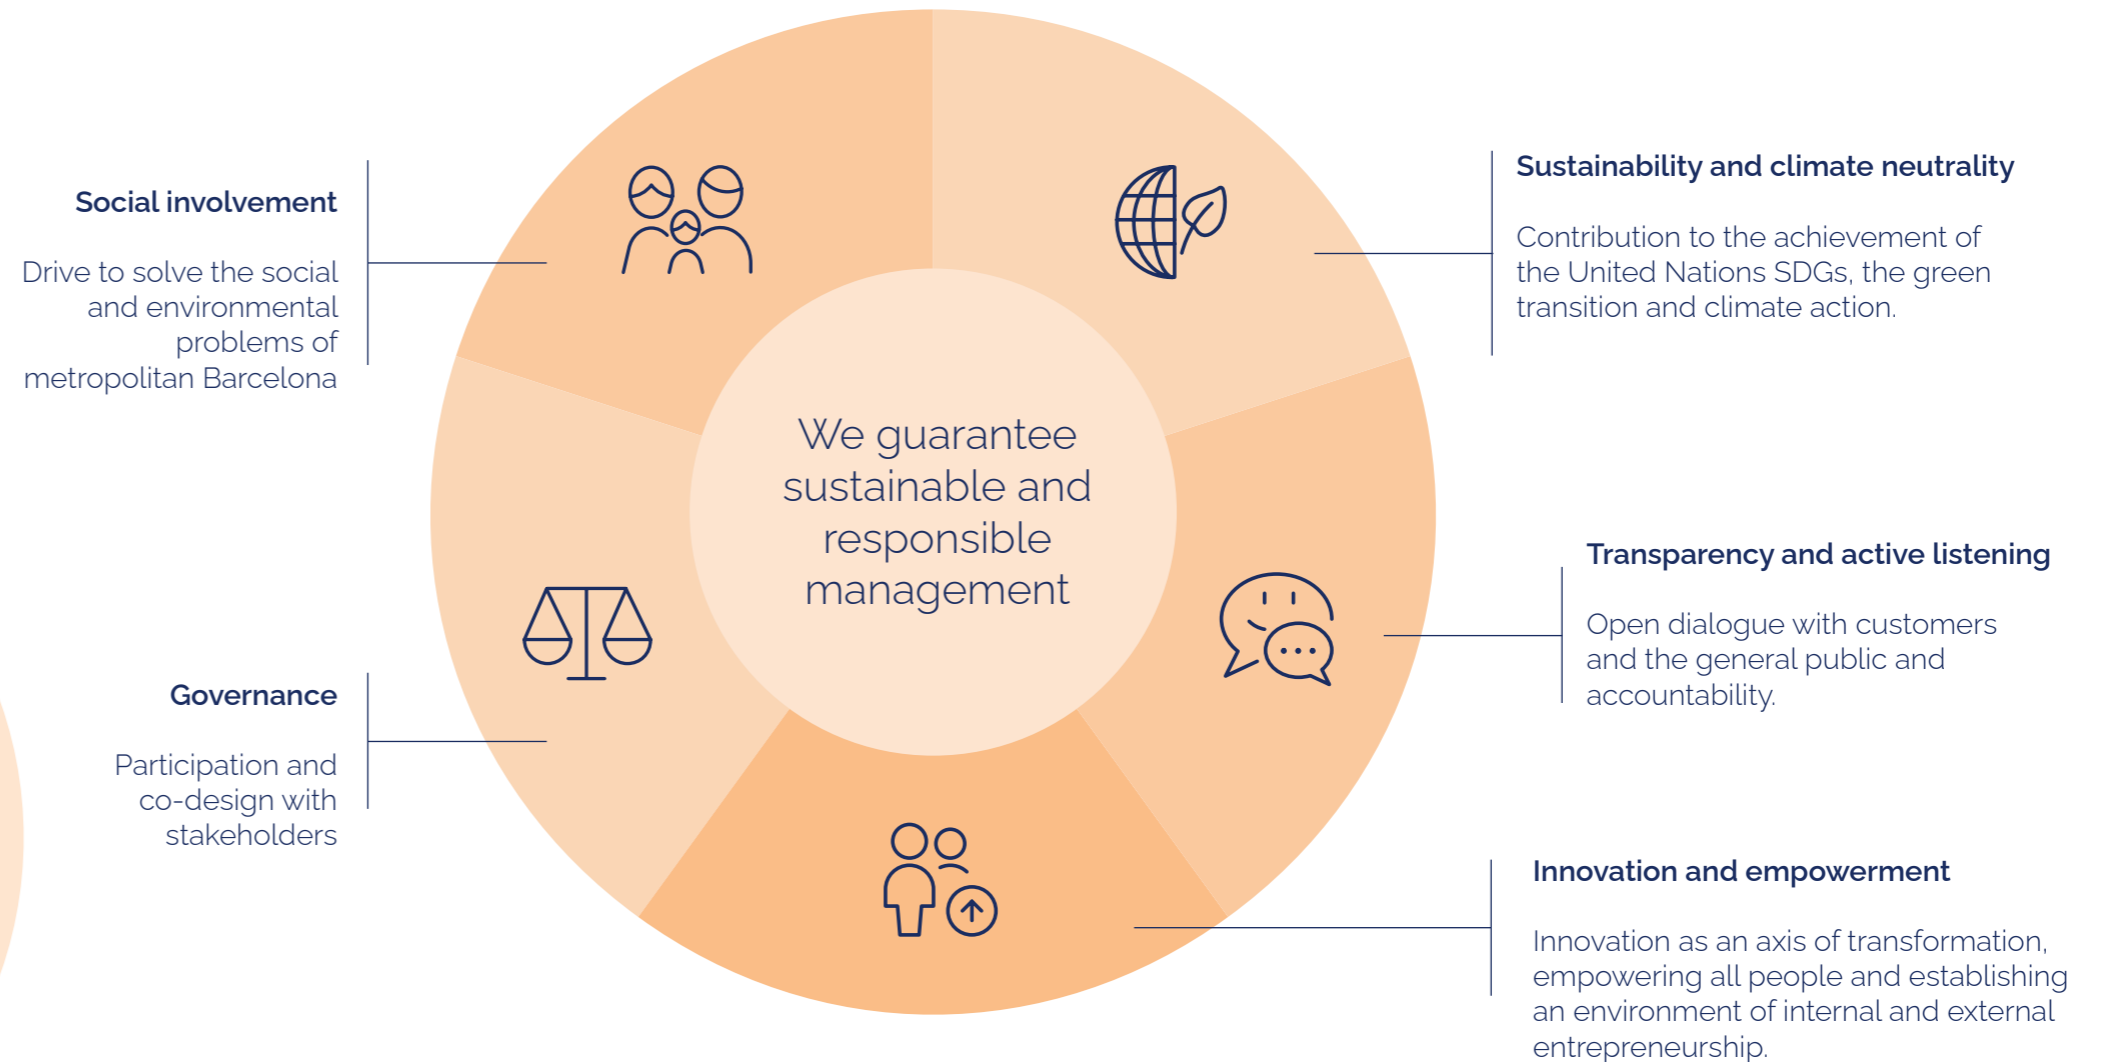 Social involvement
Drive to solve the social
and environmental
problems of
metropolitan Barcelona
Governance
Participation and
co-design with
stakeholders
We guarantee
sustainable and
responsible
management
Sustainability and climate neutrality
Contribution to the achievement of
the United Nations SDGs, the green
transition and climate action.
Transparency and active listening
Open dialogue with customers
and the general public and
accountability.
Innovation and empowerment
Innovation as an axis of transformation,
empowering all people and establishing
an environment of internal and external
entrepreneurship.